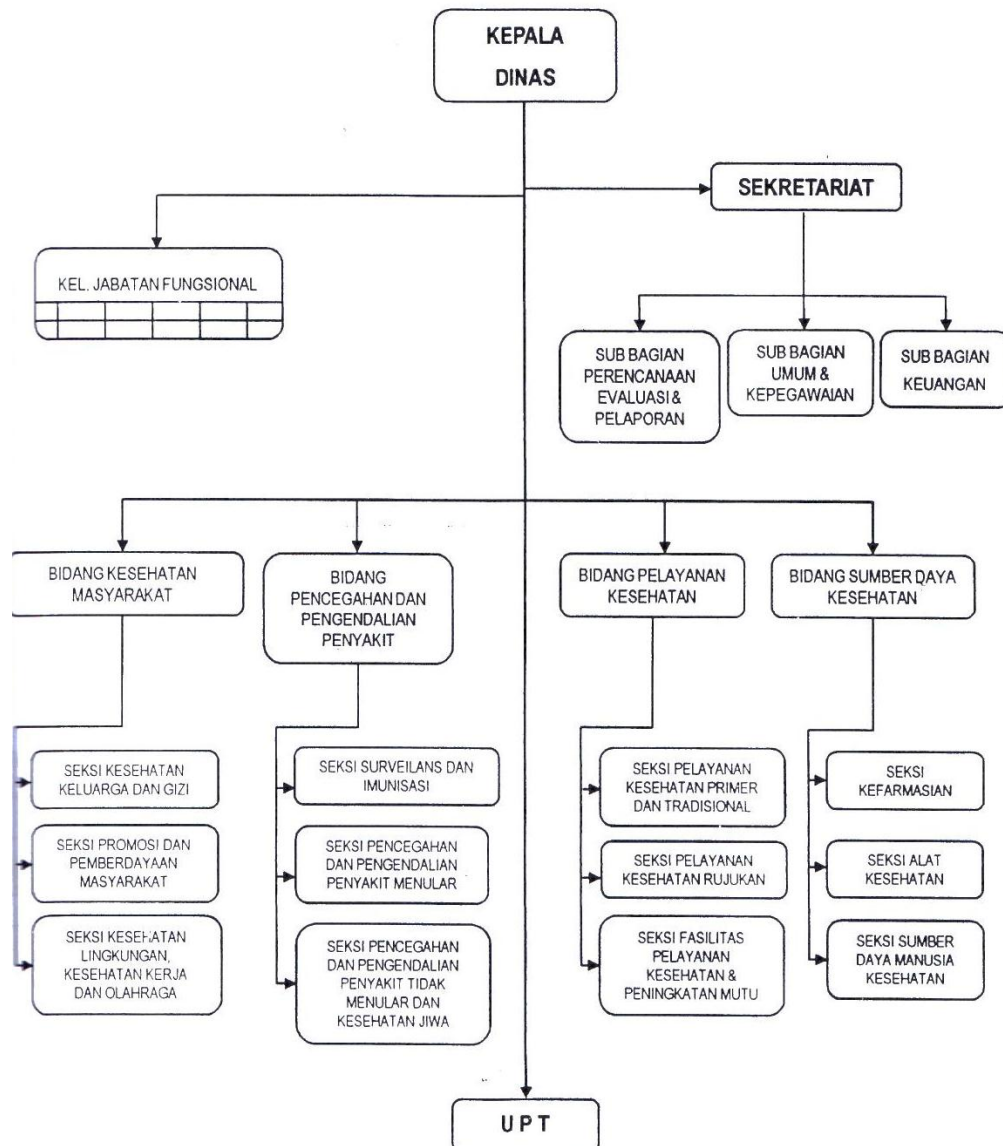 KEPALA
DINAS
SEKRETARIAT
KEL. JABATAN FUNGSIONAL
SUB BAGIAN
PERENCANAAN
EVALUASI &
PELAPORAN
SUB BAGIAN
UMUM &
KEPEGAWAIAN
SUB BAGIAN
KEUANGAN
BIDANG KESEHATAN
MASYARAKAT
BIDANG
PENCEGAHAN DAN
PENGENDALIAN
PENYAKIT
BIDANG PELAYANAN
KESEHATAN
BIDANG SUMBER DAYA
KESEHATAN
SEKSI KESEHATAN
KELUARGA DAN GIZI
SEKSI PROMOSI DAN
PEMBERDAYAAN
MASYARAKAT
SEKSI KESEHATAN
LINGKUNGAN,
KESEHATAN KERJA
DAN OLAHRAGA
SEKSI SURVEILANS DAN
IMUNISASI
SEKSI PENCEGAHAN
DAN PENGENDALIAN
PENYAKIT MENULAR
SEKSI PENCEGAHAN
DAN PENGENDALIAN
PENYAKIT TIDAK
MENULAR DAN
KESEHATAN JIWA
SEKSI PELAYANAN
KESEHATAN PRIMER
DAN TRADISIONAL
SEKSI PELAYANAN
KESEHATAN RUJUKAN
SEKSI FASILITAS
PELAYANAN
KESEHATAN &
PENINGKATAN MUTU
SEKSI
KEFARMASIAN
SEKSI ALAT
KESEHATAN
SEKSI SUMBER
DAYA MANUSIA
KESEHATAN
U P T